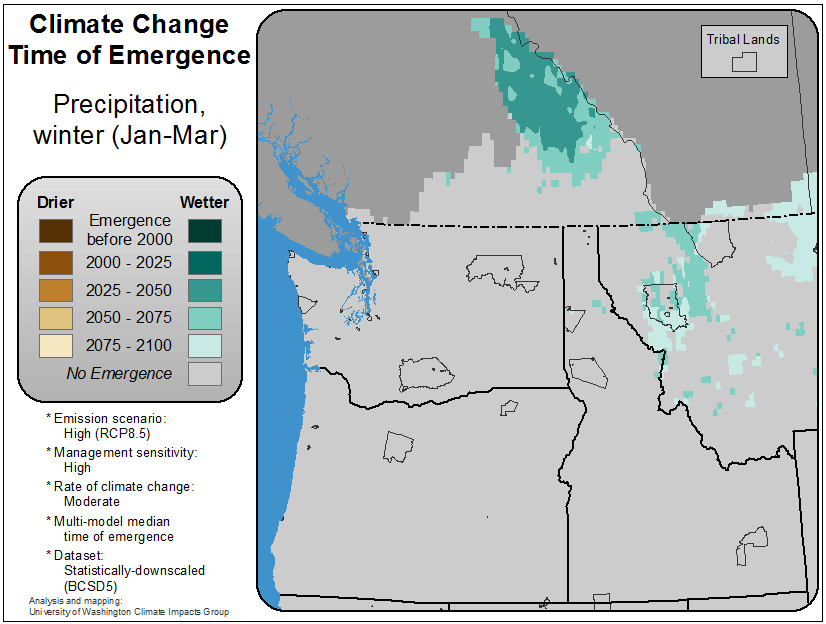 Climate Change
Time of Emergence
Precipitation,
winter (Jan-Mar)
Drier
Wetter
Emergence
before 2000
2000 - 2025
2025 - 2050
2050 - 2075
2075 - 2100
No Emergence
* Emission scenario:
High (RCP8.5)
* Management sensitivity:
High
* Rate of climate change:
Moderate
* Multi-model median
time of emergence
* Dataset:
Statistically-downscaled
(BCSD5)
Analysis and mapping:
University of Washington Climate Impacts Group
Tribal Lands